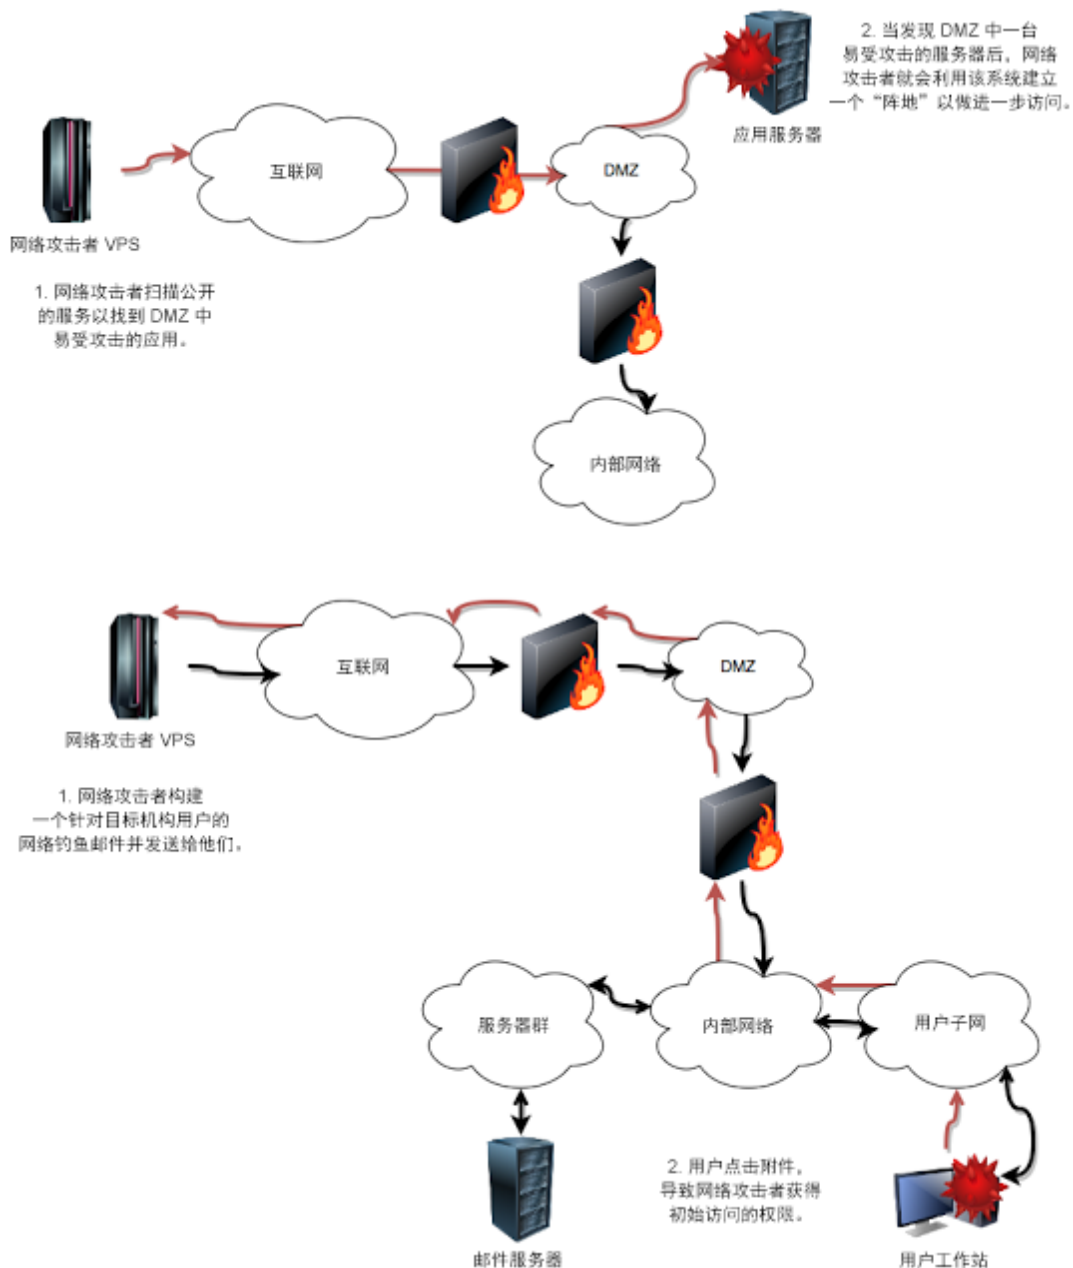 2. 当发现 DMZ 中一台
易受攻击的服务器后，网络
攻击者就会利用该系统建立
一个“阵地”以做进一步访问。
应用服务器
互联网
DMZ
网络攻击者 VPS
1. 网络攻击者扫描公开
的服务以找到 DMZ 中
易受攻击的应用。
内部网络
互联网
DMZ
网络攻击者 VPS
1. 网络攻击者构建
一个针对目标机构用户的
网络钓鱼邮件并发送给他们。
服务器群
内部网络
用户子网
2. 用户点击附件，
导致网络攻击者获得
初始访问的权限。
邮件服务器
用户工作站